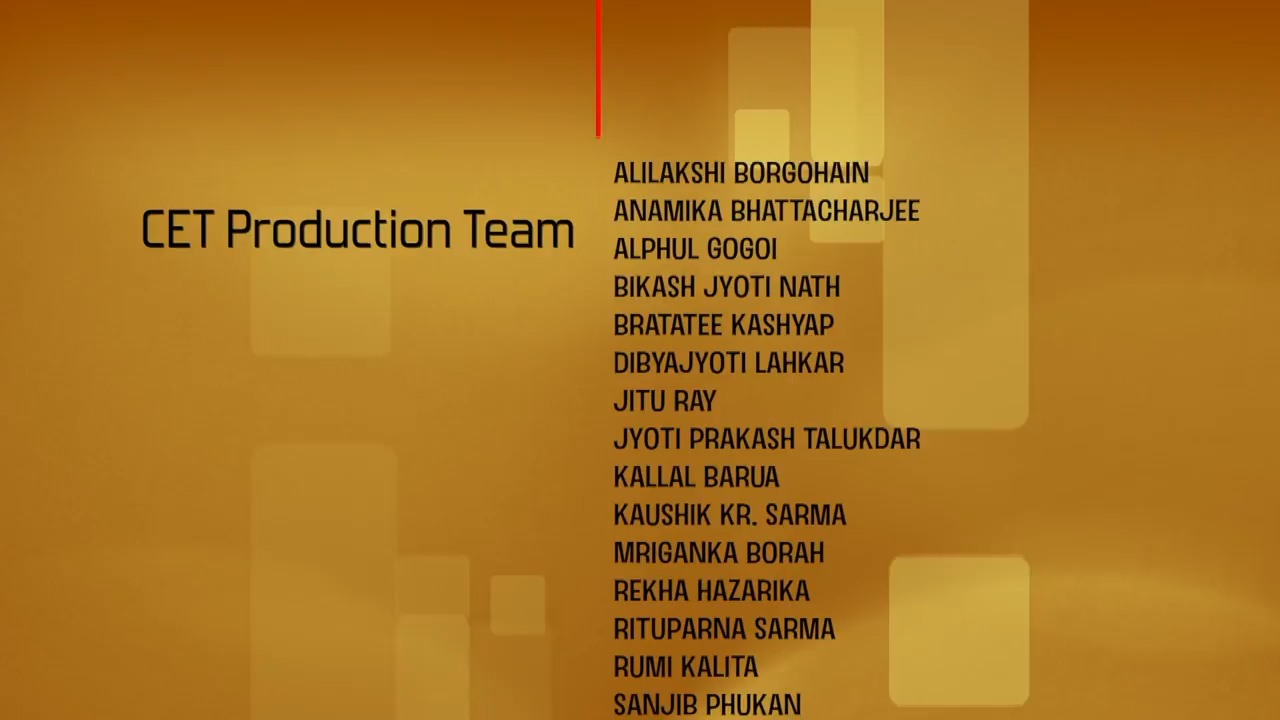 CET Production Team
ALILAKSHI BORGOHAIN
ANAMIKA BHATTACHARJEE
ALPHUL GOGOI
BIKASH JYOTI NATH
BRATATEE KASHYAP
DIBYAJYOTI LAHKAR
JITU RAY
JYOTI PRAKASH TALUKDAR
KALLAL BARUA
KAUSHIK KR. SARMA
MRIGANKA BORAH
REKHA HAZARIKA
RITUPARNA SARMA
RUMI KALITA
SANJIB PHUKAN